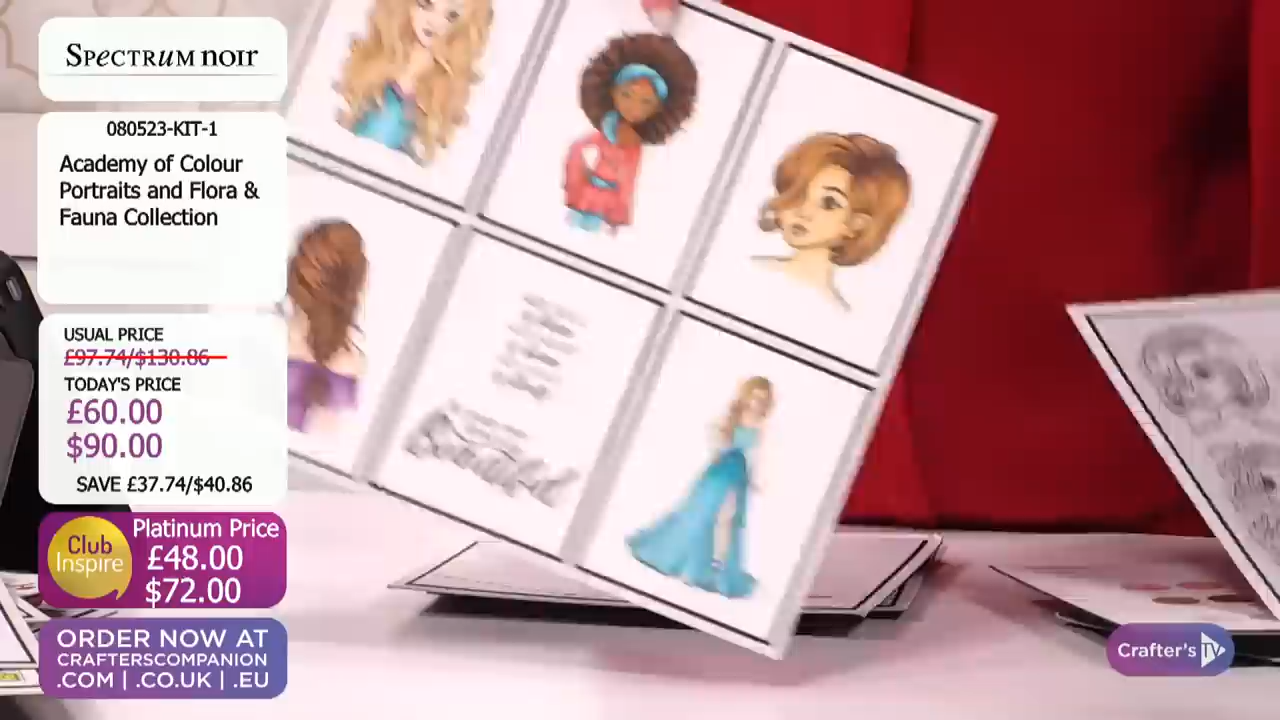 SPECTRUM NOIR
080523-KIT-1
Academy of Colour
Portraits and Flora &
Fauna Collection
USUAL PRICE
£97.74/$130.86
TODAY'S PRICE
£60.00
$90.00
SAVE £37.74/$40.86
Club
Inspire
Platinum Price
£48.00
$72.00
ORDER NOW AT
CRAFTERSCOMPANION
.COM | .CO.UK | .EU
Crafter's TV